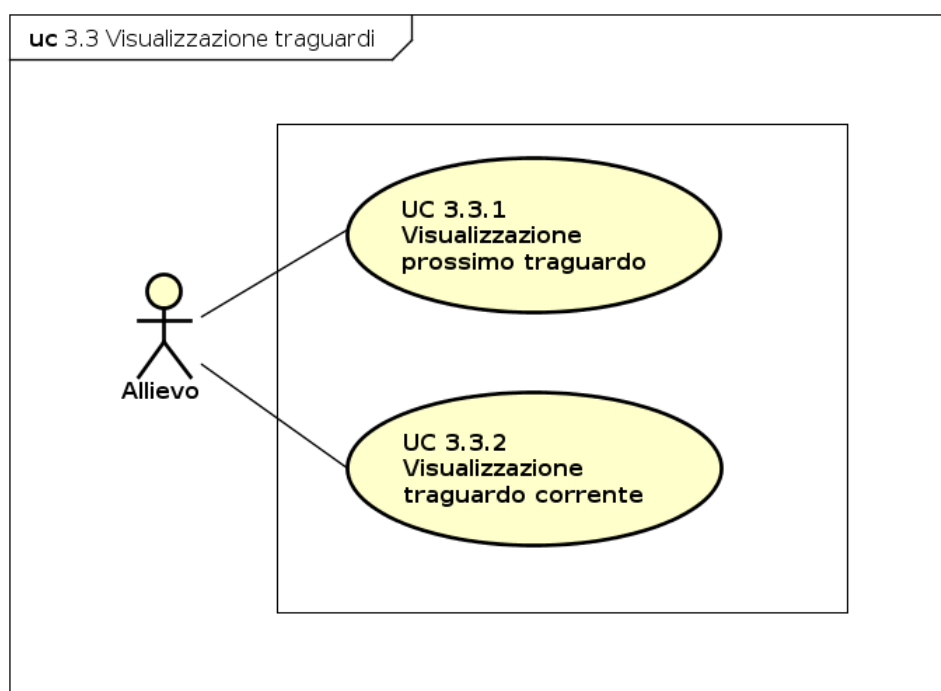 uc 3.3 Visualizzazione traguardi
UC 3.3.1
Visualizzazione
prossimo traguardo
Allievo
UC 3.3.2
Visualizzazione
traguardo corrente